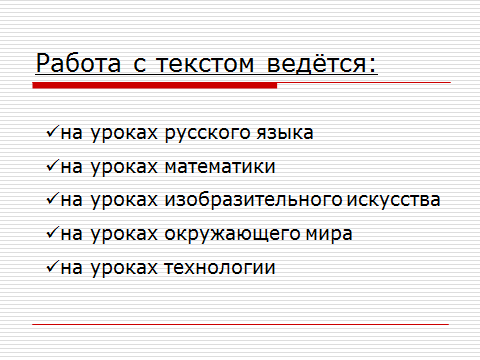 Работа с текстом ведётся:
✓на уроках русского языка
✓на уроках математики
✓на уроках изобразительного искусства
✓на уроках окружающего мира
✓на уроках технологии